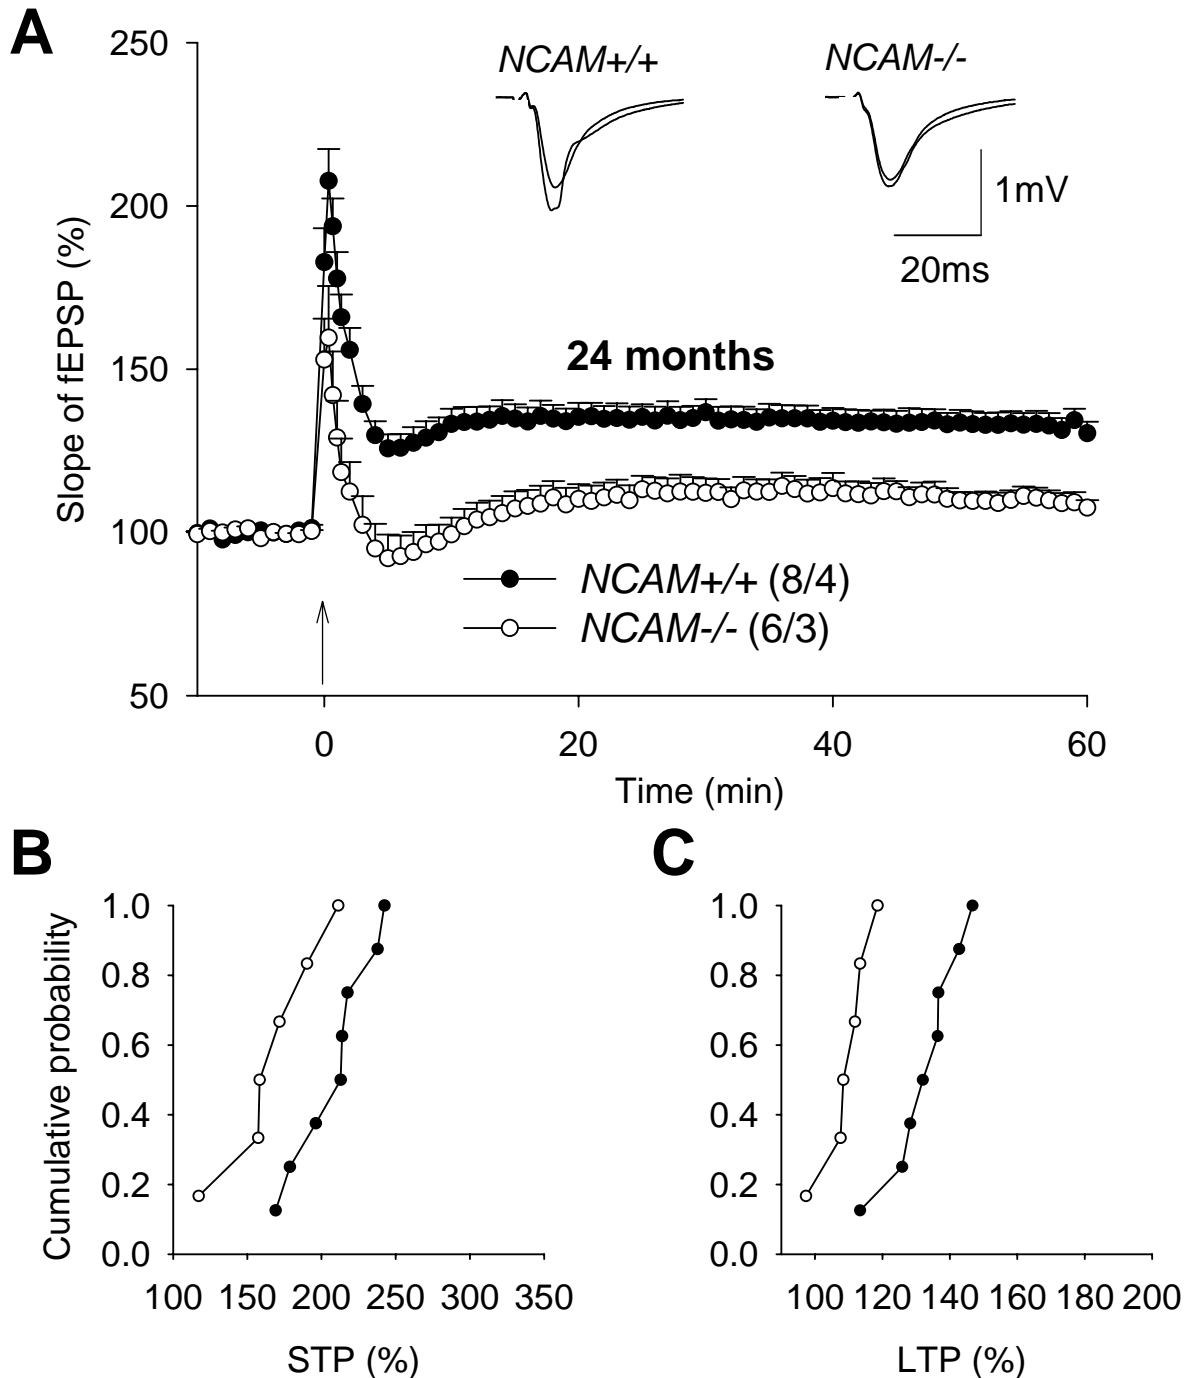 A
250
200
150
100
50
Slope of fEPSP (%)
NCAM+/+
NCAM-/-
1mV
20ms
24 months
NCAM+/+ (8/4)
NCAM-/- (6/3)
0 20 40 60
Time (min)
B
1.0
0.8
0.6
0.4
0.2
0.0
Cumulative probability
100 150 200 250 300 350
STP (%)
C
1.0
0.8
0.6
0.4
0.2
0.0
100 120 140 160 180 200
LTP (%)